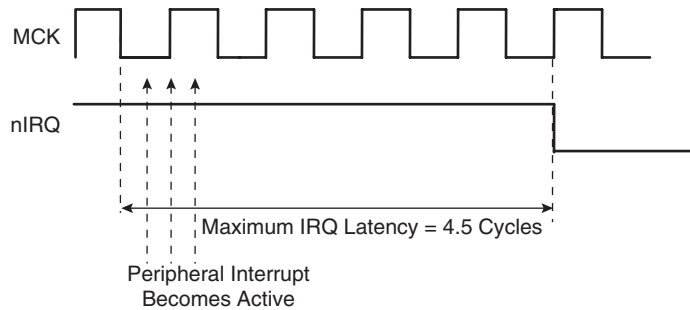 MCK
nIRQ
Maximum IRQ Latency = 4.5 Cycles
Peripheral Interrupt
Becomes Active